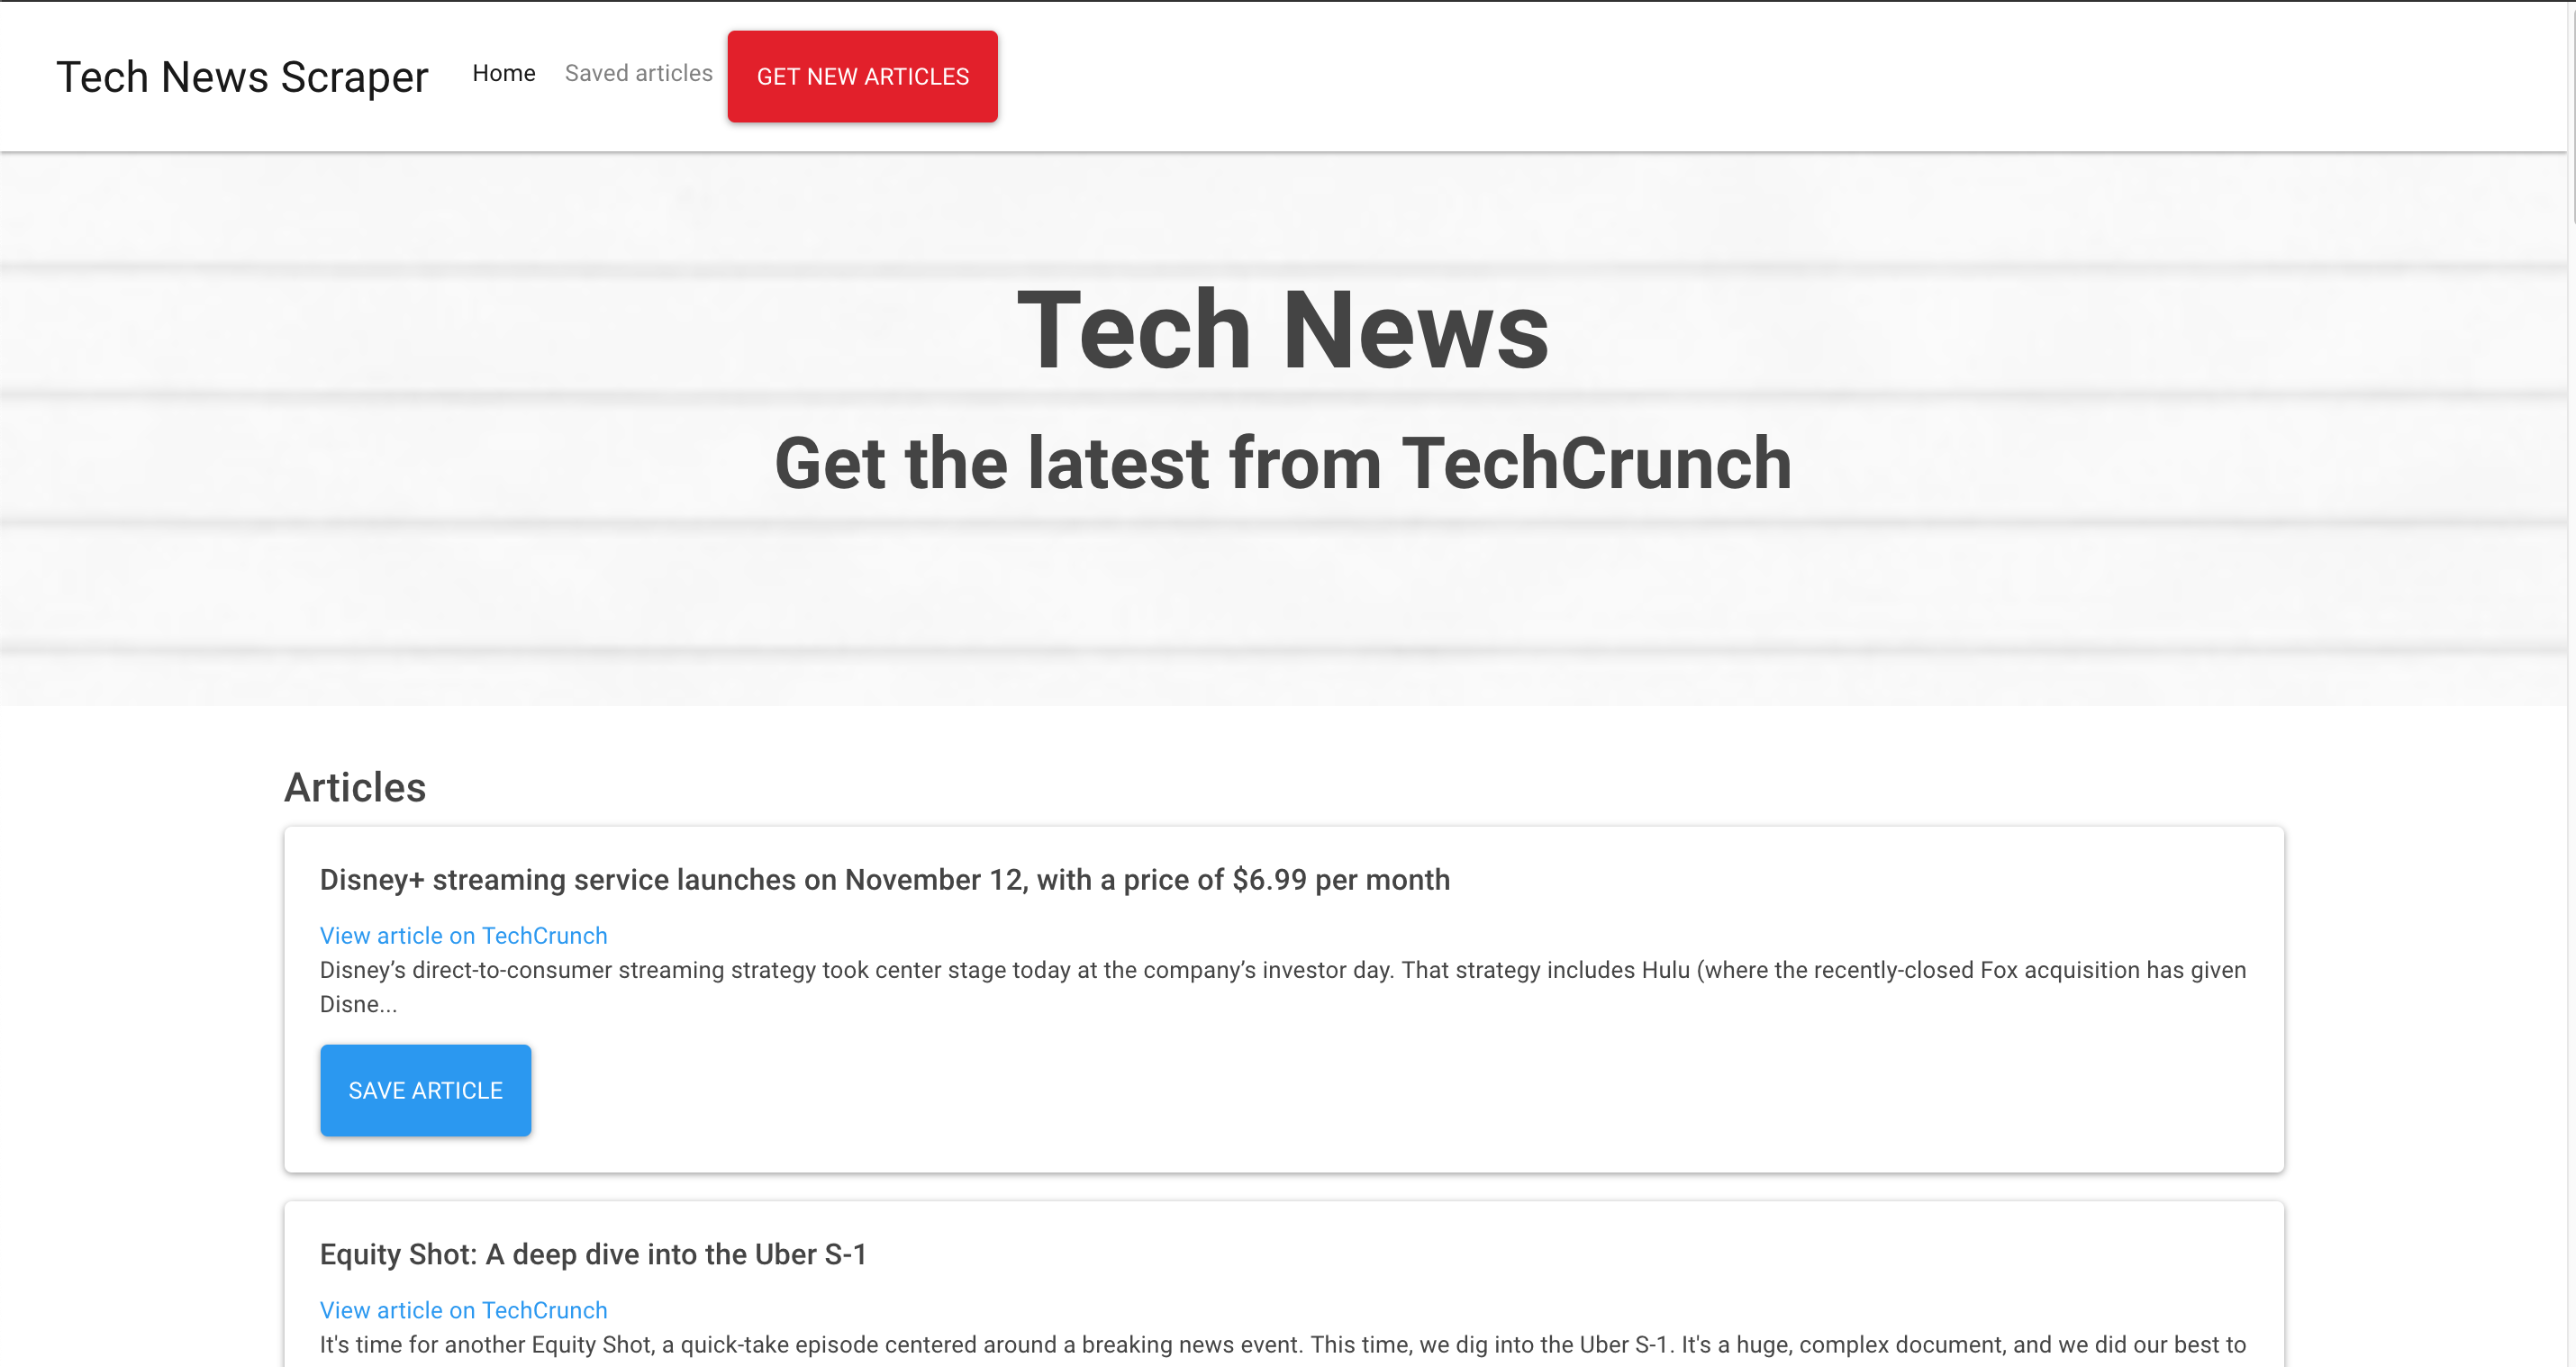 Tech News Scraper Home Saved articles GET NEW ARTICLES
Tech News
Get the latest from TechCrunch
Articles
Disney+ streaming service launches on November 12, with a price of $6.99 per month
View article on TechCrunch
Disney’s direct-to-consumer streaming strategy took center stage today at the company’s investor day. That strategy includes Hulu (where the recently-closed Fox acquisition has given
Disne...
SAVE ARTICLE
Equity Shot: A deep dive into the Uber S-1
View article on TechCrunch
It's time for another Equity Shot, a quick-take episode centered around a breaking news event. This time, we dig into the Uber S-1. It's a huge, complex document, and we did our best to